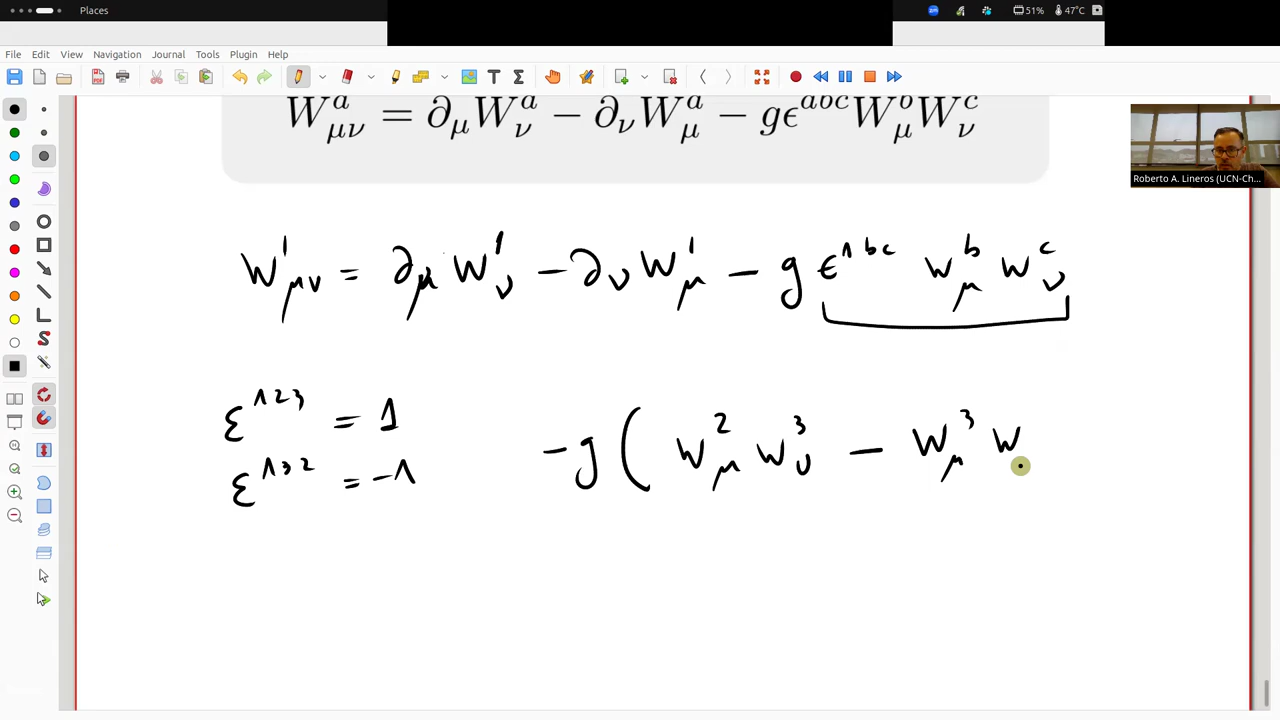 Places
51% 47°C
File Edit View Navigation Journal Tools Plugin Help
W^a_{μν} = ∂_μ W^a_ν − ∂_ν W^a_μ − gϵ^{abc} W^b_μ W^c_ν
Roberto A. Lineros (UCN-Ch...
W^1_{μν} = ∂_μ W^1_ν − ∂_ν W^1_μ − g ϵ^{1bc} W^b_μ W^c_ν
ε^{123} = 1
ε^{132} = −1
−g ( W^2_μ W^3_ν − W^3_μ W